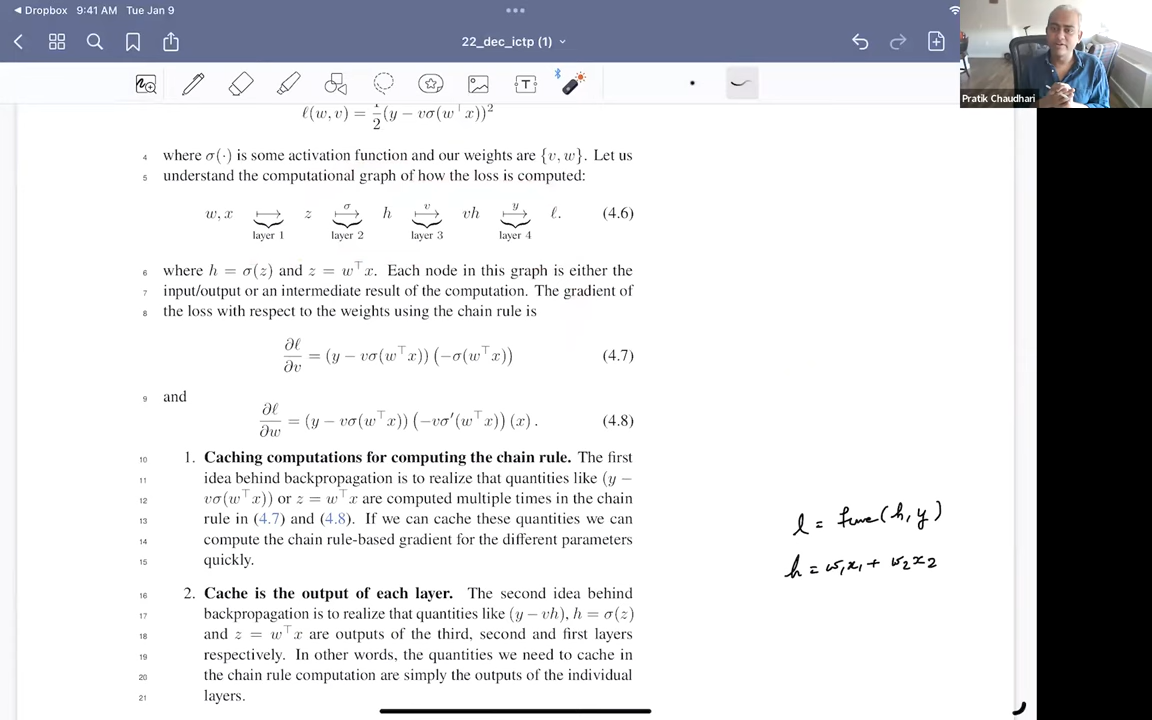 ◀ Dropbox 9:41 AM Tue Jan 9
22_dec_ictp (1)
Pratik Chaudhari
ℓ(w, v) = 1/2 (y − vσ(w⊤x))²
4 where σ(·) is some activation function and our weights are {v, w}. Let us
5 understand the computational graph of how the loss is computed:
w, x ⟼ z σ⟼ h v⟼ vh y⟼ ℓ. (4.6)
layer 1 layer 2 layer 3 layer 4
6 where h = σ(z) and z = w⊤x. Each node in this graph is either the
7 input/output or an intermediate result of the computation. The gradient of
8 the loss with respect to the weights using the chain rule is
∂ℓ/∂v = (y − vσ(w⊤x)) (−σ(w⊤x)) (4.7)
9 and
∂ℓ/∂w = (y − vσ(w⊤x)) (−vσ′(w⊤x)) (x). (4.8)
10 1. Caching computations for computing the chain rule. The first
11 idea behind backpropagation is to realize that quantities like (y −
12 vσ(w⊤x)) or z = w⊤x are computed multiple times in the chain
13 rule in (4.7) and (4.8). If we can cache these quantities we can
14 compute the chain rule-based gradient for the different parameters
15 quickly.
16 2. Cache is the output of each layer. The second idea behind
17 backpropagation is to realize that quantities like (y − vh), h = σ(z)
18 and z = w⊤x are outputs of the third, second and first layers
19 respectively. In other words, the quantities we need to cache in
20 the chain rule computation are simply the outputs of the individual
21 layers.
l = func(h, y)
h = w₁x₁ + w₂x₂